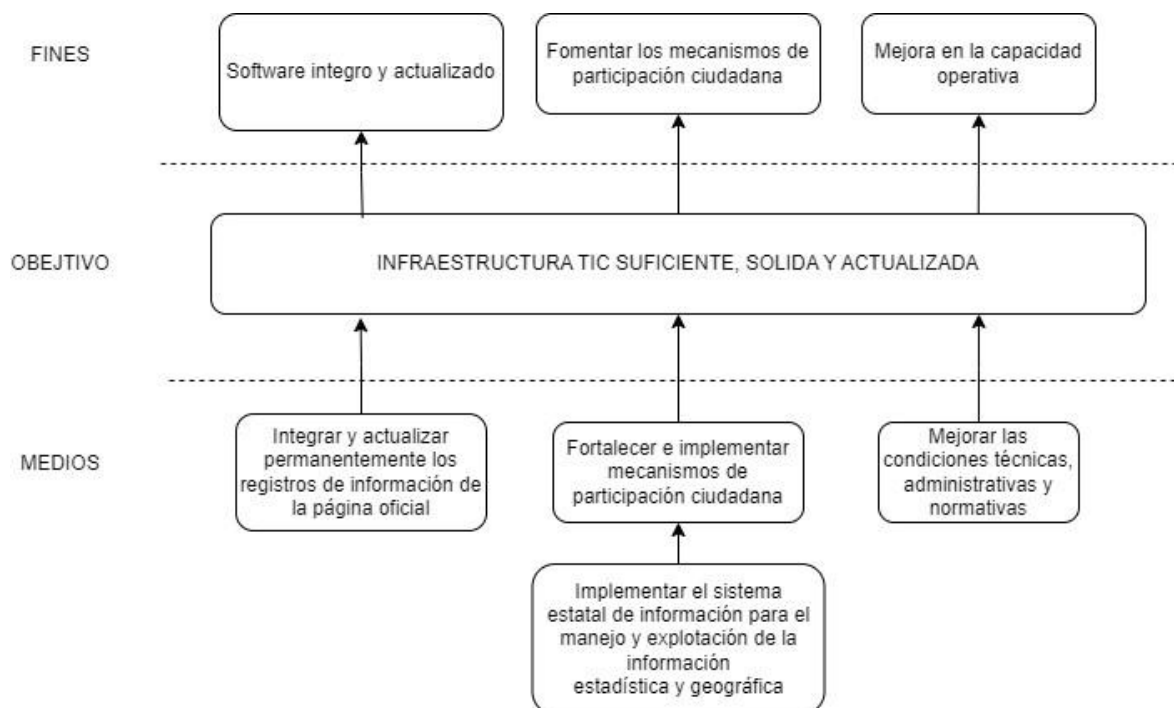 FINES
Software integro y actualizado
Fomentar los mecanismos de
participación ciudadana
Mejora en la capacidad
operativa
OBEJTIVO
INFRAESTRUCTURA TIC SUFICIENTE, SOLIDA Y ACTUALIZADA
MEDIOS
Integrar y actualizar
permanentemente los
registros de información de
la página oficial
Fortalecer e implementar
mecanismos de
participación ciudadana
Mejorar las
condiciones técnicas,
administrativas y
normativas
Implementar el sistema
estatal de información para el
manejo y explotación de la
información
estadística y geográfica